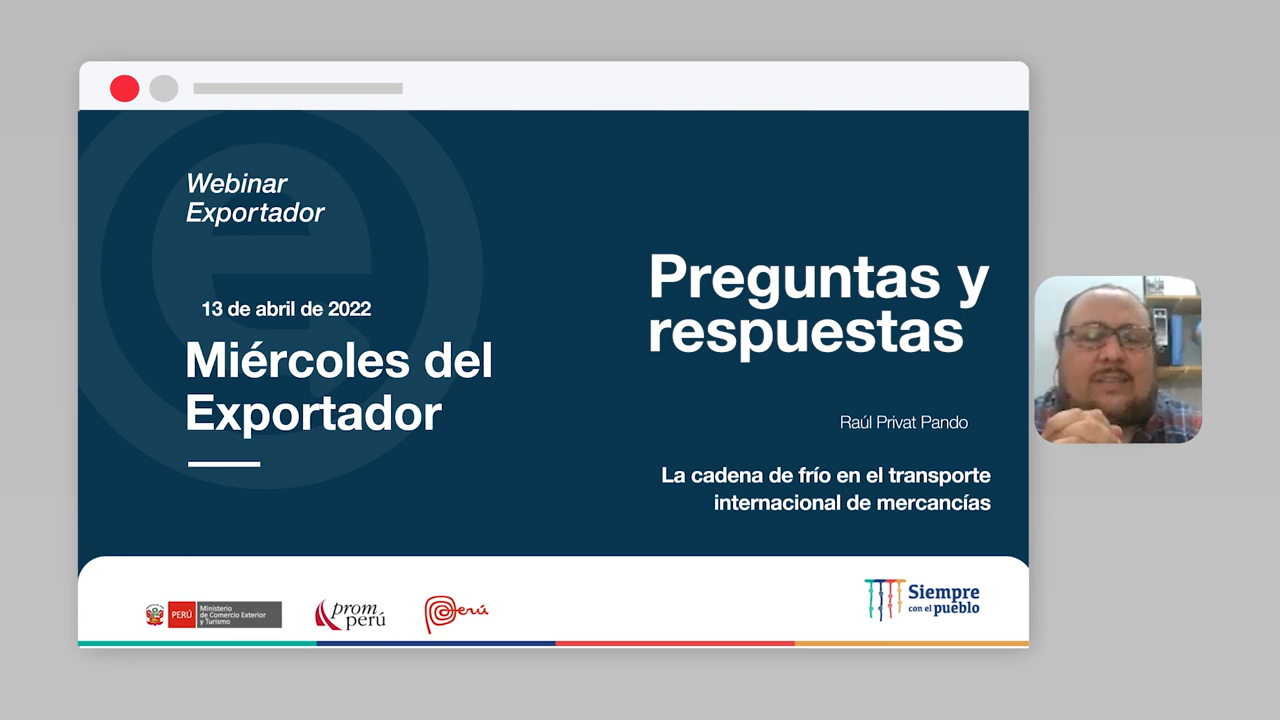 Webinar
Exportador
13 de abril de 2022
Miércoles del
Exportador
Preguntas y
respuestas
Raúl Privat Pando
La cadena de frío en el transporte
internacional de mercancías
PERÚ
Ministerio
de Comercio Exterior
y Turismo
prom
perú
Perú
Siempre
con el pueblo